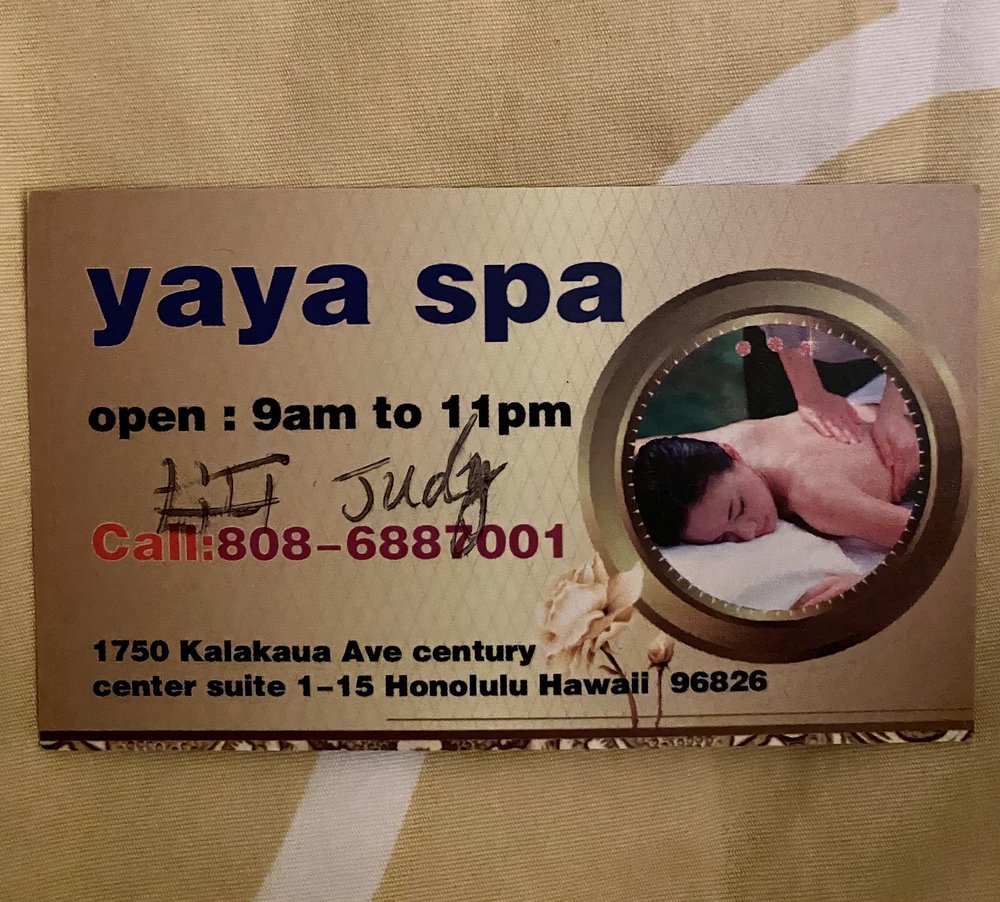 yaya spa
open : 9am to 11pm
Judy
Call:808-6887001
1750 Kalakaua Ave century
center suite 1-15 Honolulu Hawaii 96826